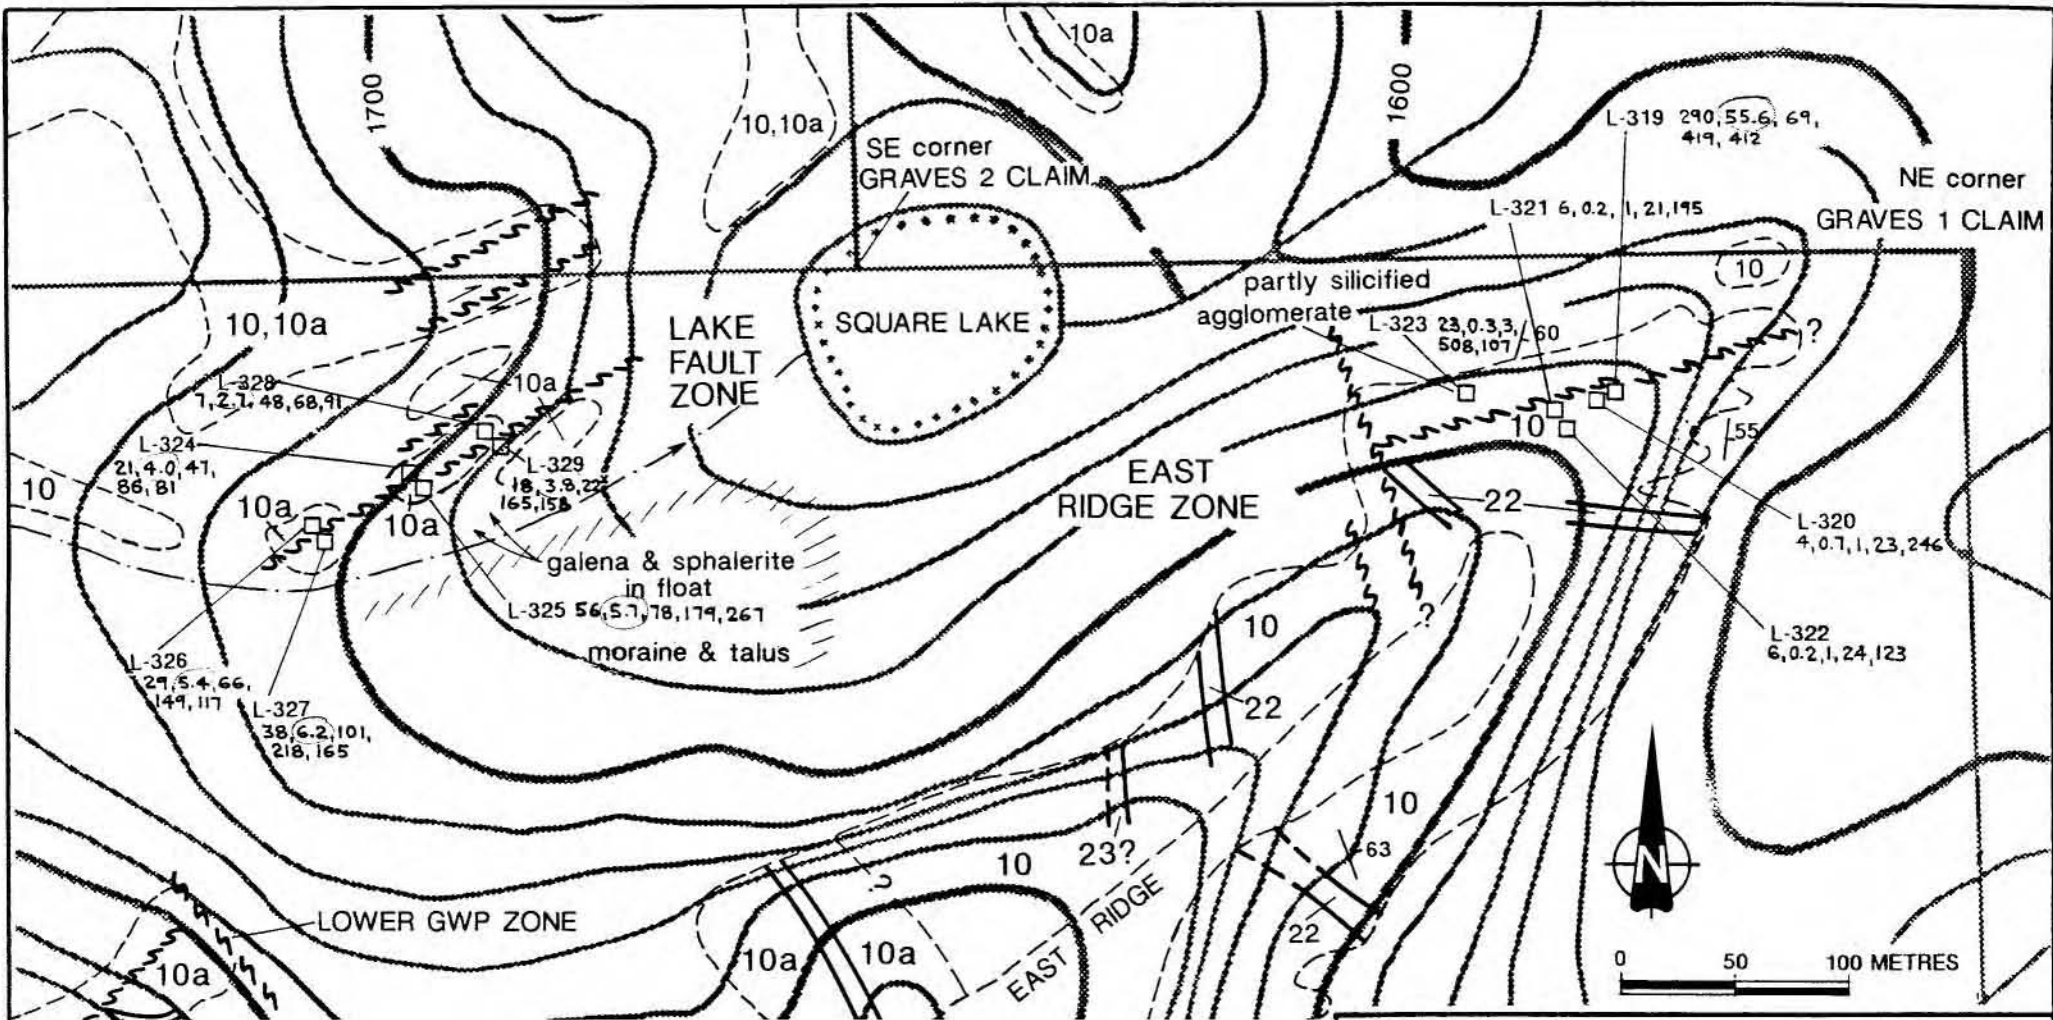 10a
1700
10,10a
1600
L-319 290,55.6, 69,
419, 412
SE corner
GRAVES 2 CLAIM
NE corner
GRAVES 1 CLAIM
L-321 6,0.2, 1,21,195
10
partly silicified
agglomerate
10,10a
LAKE
FAULT
ZONE
SQUARE LAKE
L-323 23,0.3,3,
508,107
60
?
L-328
7,2.7,48,68,91
10a
L-324
21,4.0,47,
86,81
10
55
L-329
18,3.8,22
165,158
EAST
RIDGE ZONE
10
10a
10a
22
L-320
4,0.7,1,23,246
galena & sphalerite
in float
L-325 56,5.7,78,179,267
moraine & talus
10
?
L-322
6,0.2,1,24,123
L-326
29,5.4,66,
149,117
L-327
38,6.2,101,
218,165
22
10
23?
10
63
?
EAST RIDGE
LOWER GWP ZONE
22
10a
10a
10a
N
0 50 100 METRES